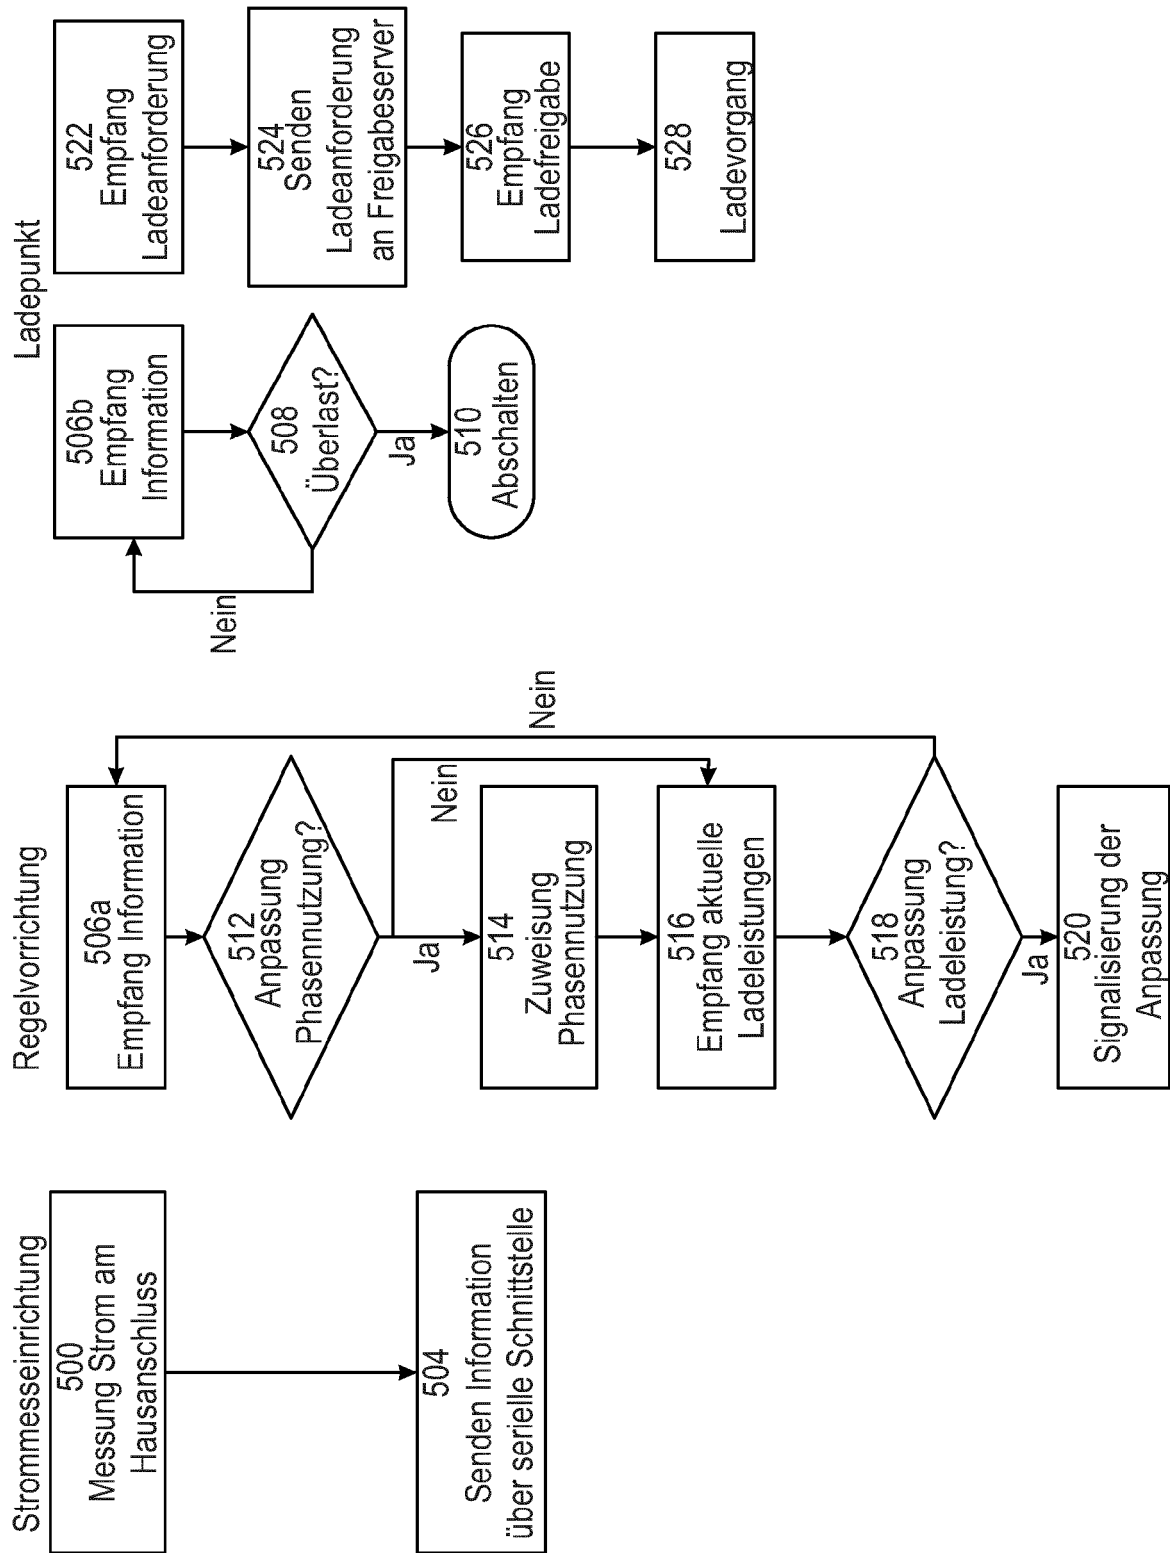 Strommesseinrichtung
500
Messung Strom am
Hausanschluss
504
Senden Information
über serielle Schnittstelle
Regelvorrichtung
506a
Empfang Information
512
Anpassung
Phasennutzung?
Ja
Nein
514
Zuweisung
Phasennutzung
516
Empfang aktuelle
Ladeleistungen
518
Anpassung
Ladeleistung?
Nein
Ja
520
Signalisierung der
Anpassung
Ladepunkt
506b
Empfang
Information
508
Überlast?
Nein
Ja
510
Abschalten
522
Empfang
Ladeanforderung
524
Senden
Ladeanforderung
an Freigabeserver
526
Empfang
Ladefreigabe
528
Ladevorgang